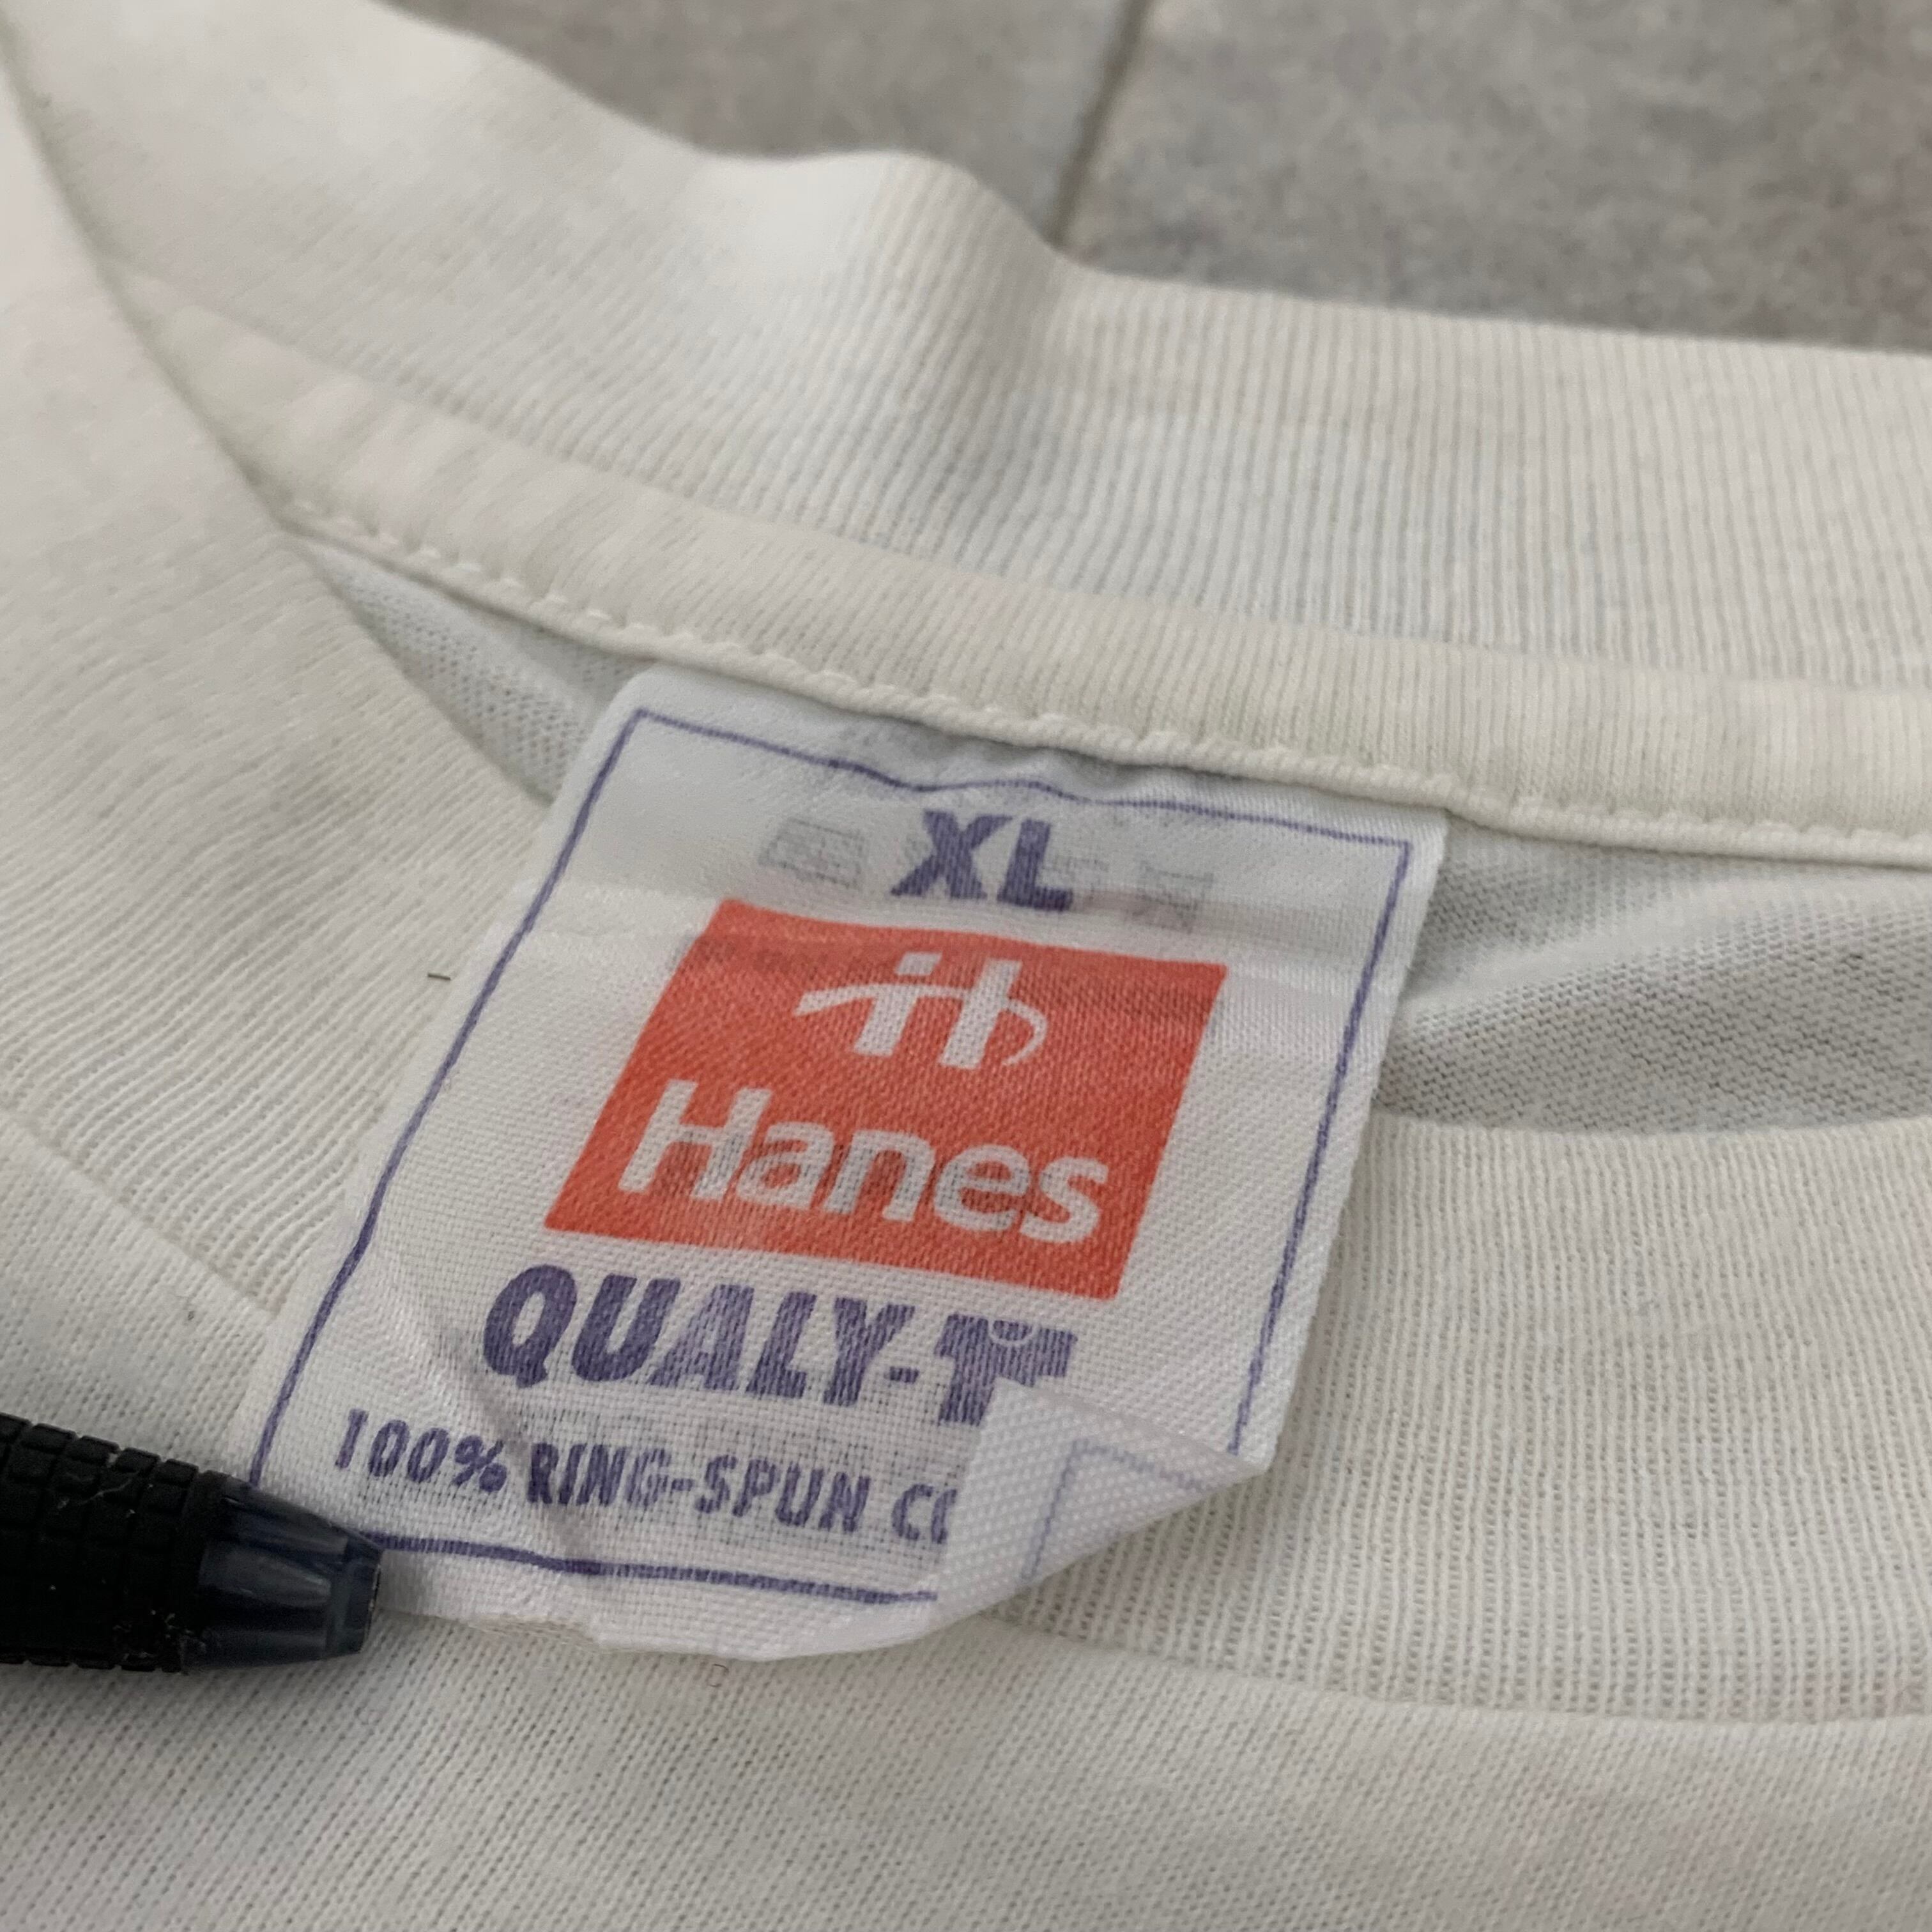 XL
Hanes
QUALY-T
100% RING-SPUN CO